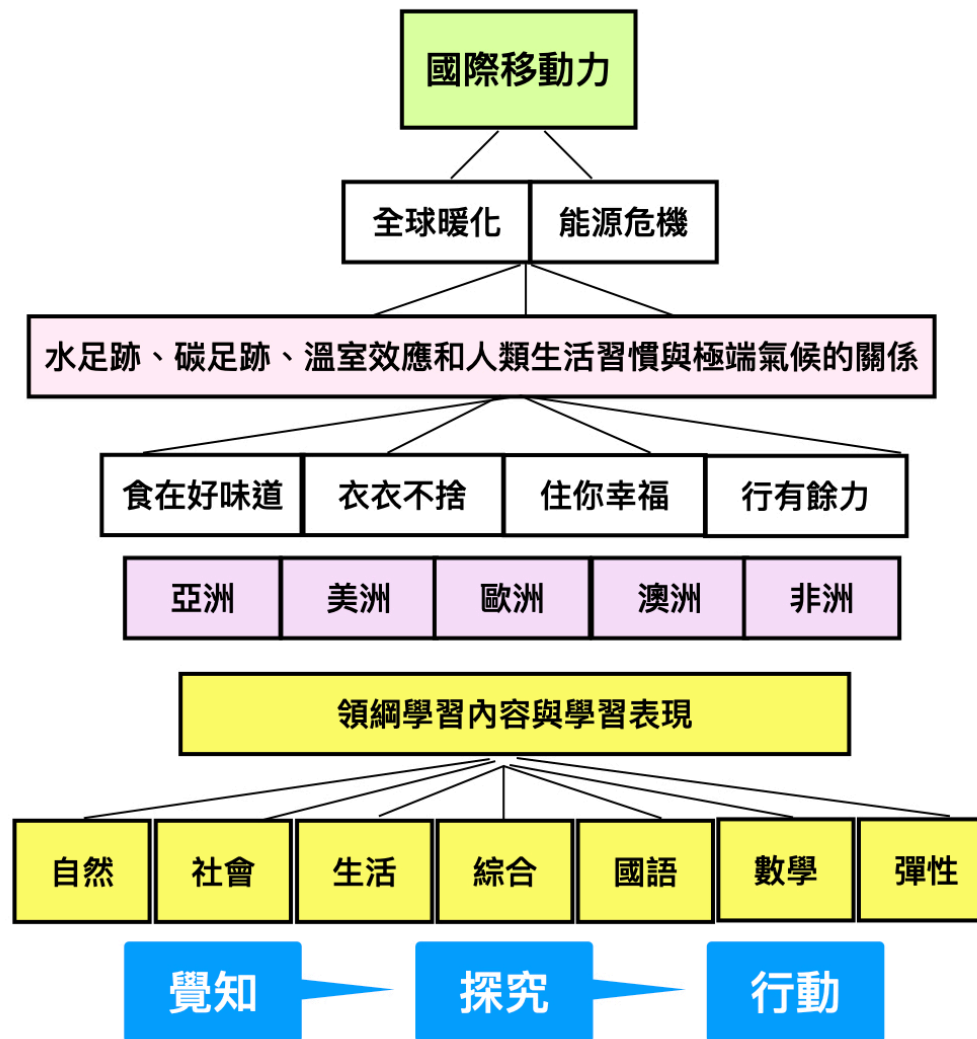 國際移動力
全球暖化 能源危機
水足跡、碳足跡、溫室效應和人類生活習慣與極端氣候的關係
食在好味道 衣衣不捨 住你幸福 行有餘力
亞洲 美洲 歐洲 澳洲 非洲
領綱學習內容與學習表現
自然 社會 生活 綜合 國語 數學 彈性
覺知 探究 行動